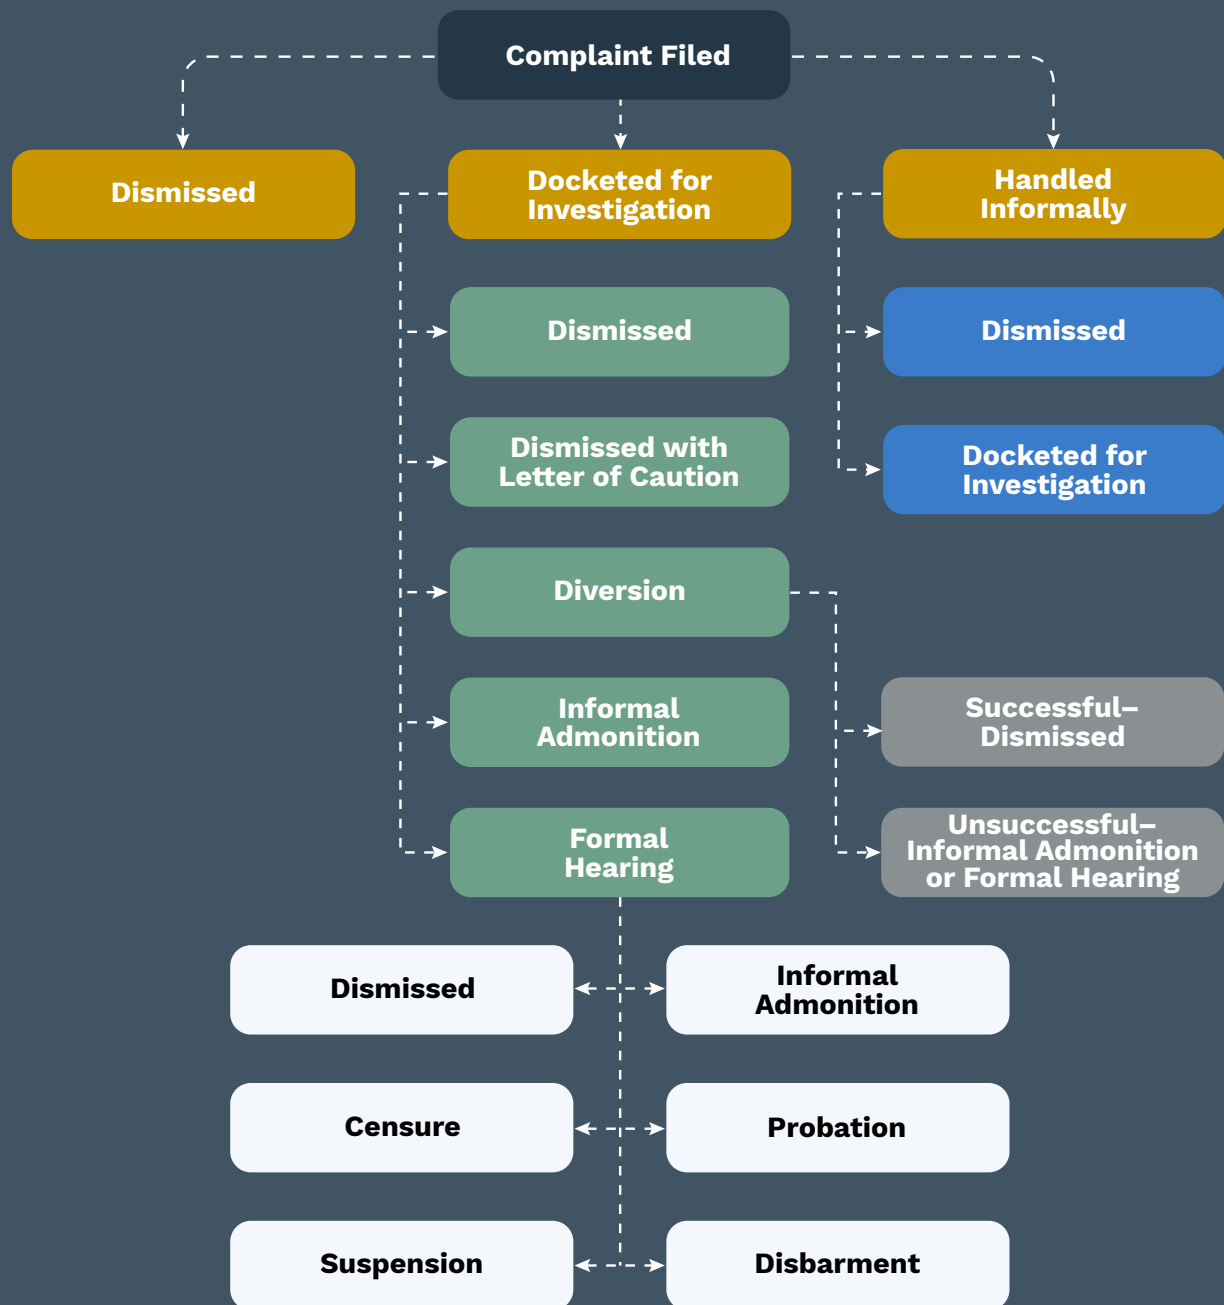 Complaint Filed
Dismissed
Docketed for
Investigation
Handled
Informally
Dismissed
Dismissed
Dismissed with
Letter of Caution
Docketed for
Investigation
Diversion
Informal
Admonition
Successful–
Dismissed
Formal
Hearing
Unsuccessful–
Informal Admonition
or Formal Hearing
Dismissed
Informal
Admonition
Censure
Probation
Suspension
Disbarment